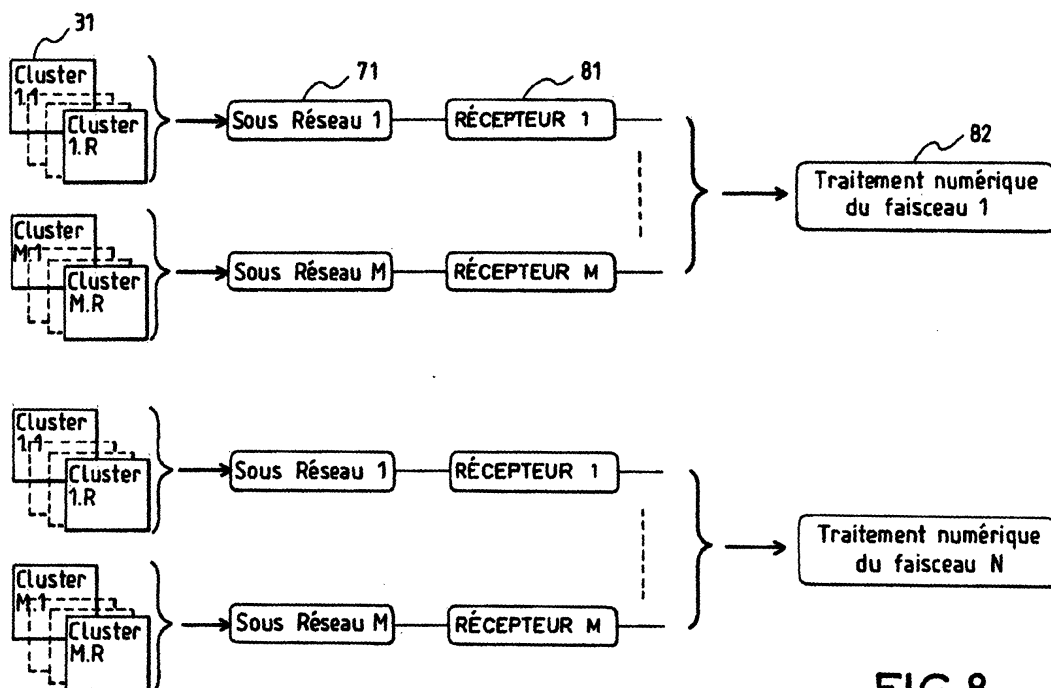 31
Cluster
1.1
Cluster
1.R
71
Sous Réseau 1
81
RÉCEPTEUR 1
82
Traitement numérique
du faisceau 1
Cluster
M.1
Cluster
M.R
Sous Réseau M
RÉCEPTEUR M
Cluster
1.1
Cluster
1.R
Sous Réseau 1
RÉCEPTEUR 1
Traitement numérique
du faisceau N
Cluster
M.1
Cluster
M.R
Sous Réseau M
RÉCEPTEUR M
FIG.8